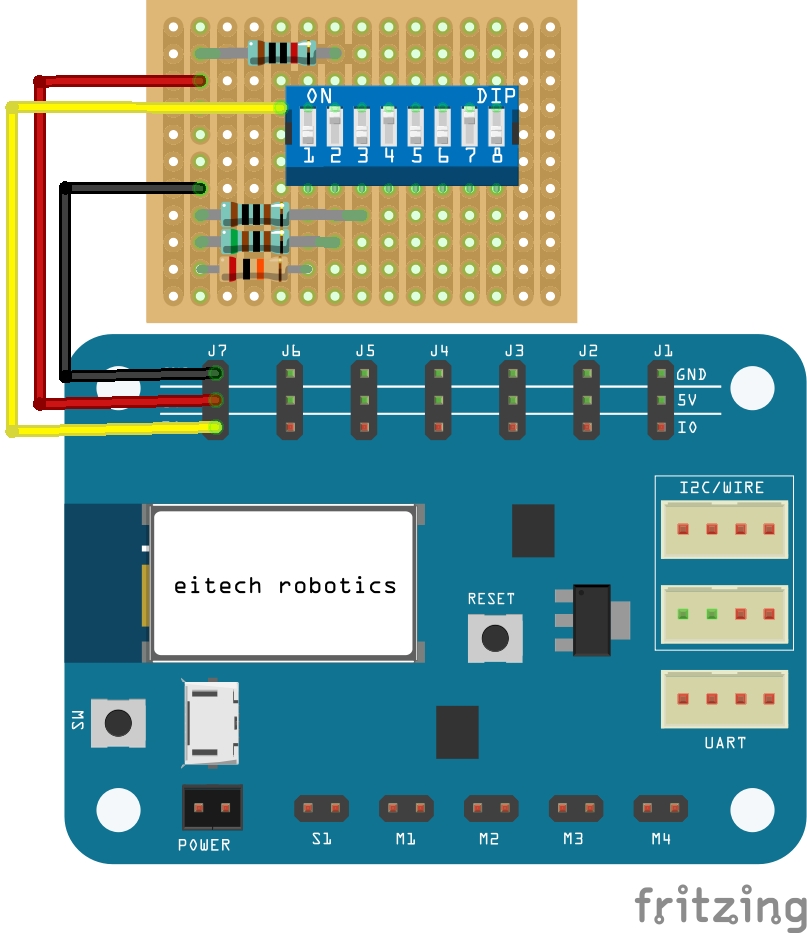 ON DIP
1 2 3 4 5 6 7 8
J7 J6 J5 J4 J3 J2 J1
GND
5V
IO
I2C/WIRE
eitech robotics
RESET
SW
UART
POWER
S1 M1 M2 M3 M4
fritzing